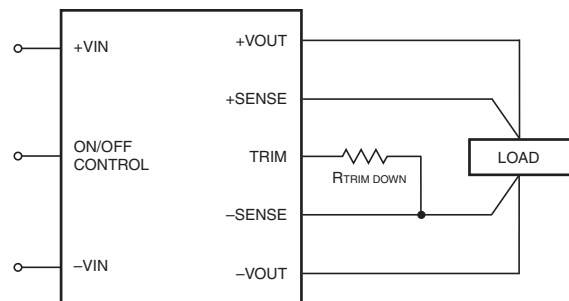 +VIN
ON/OFF
CONTROL
–VIN
+VOUT
+SENSE
TRIM
–SENSE
–VOUT
RTRIM DOWN
LOAD